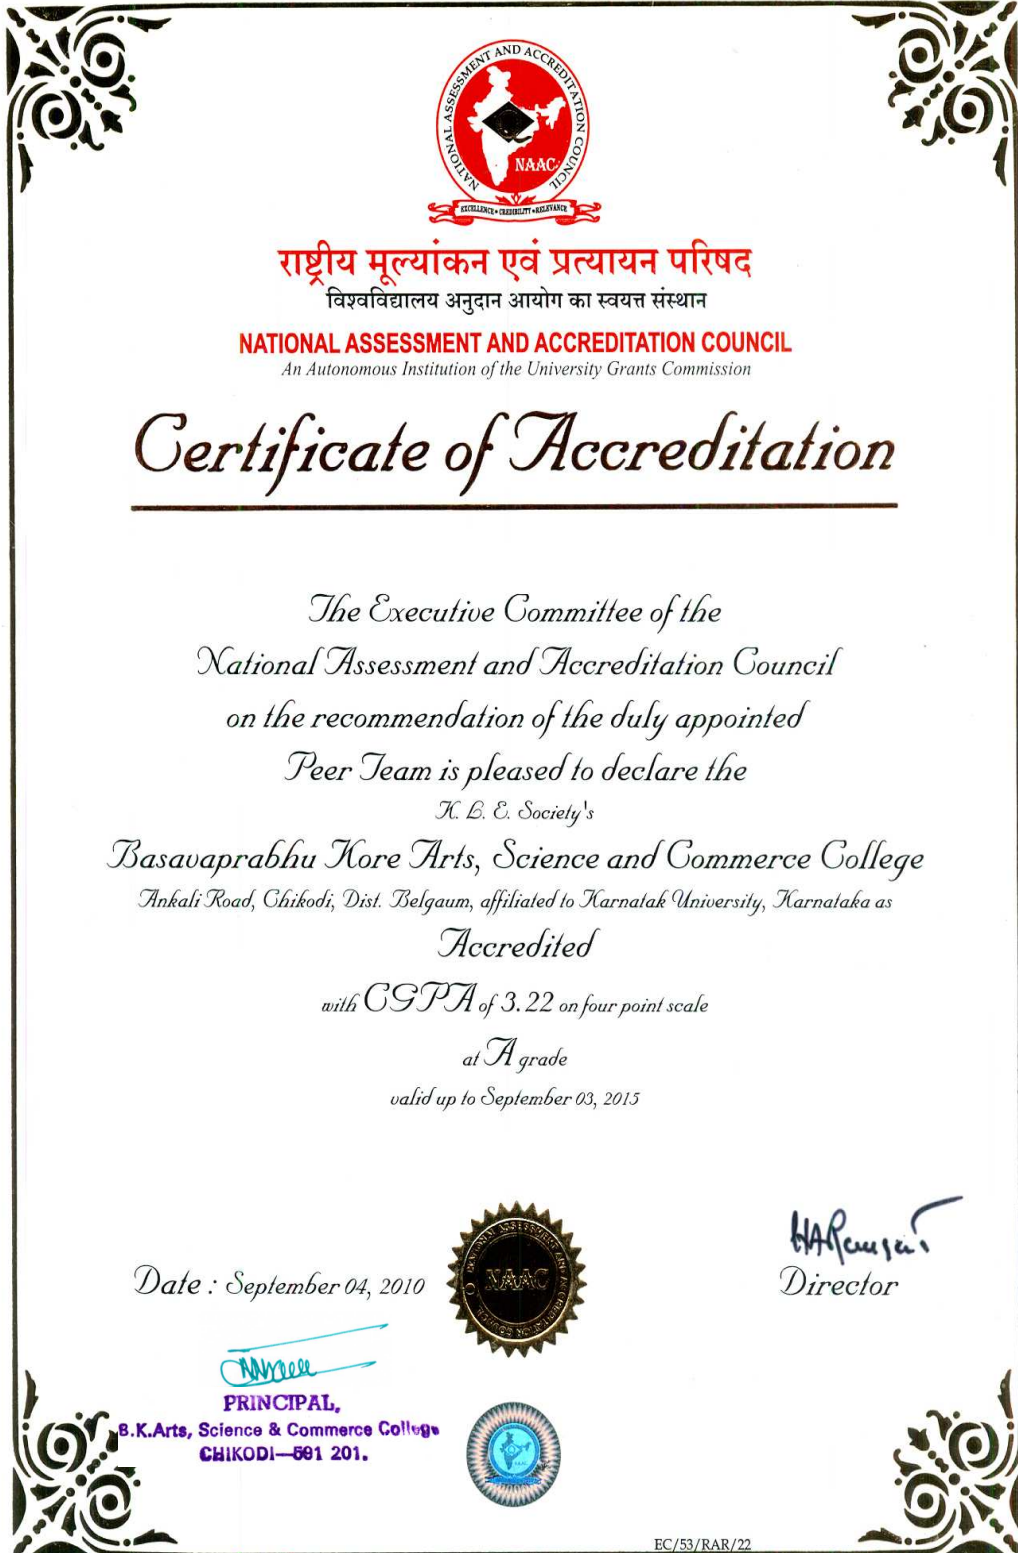 NATIONAL ASSESSMENT AND ACCREDITATION COUNCIL
NAAC
EXCELLENCE • CREDIBILITY • RELEVANCE
राष्ट्रीय मूल्यांकन एवं प्रत्यायन परिषद
विश्वविद्यालय अनुदान आयोग का स्वयत्त संस्थान
NATIONAL ASSESSMENT AND ACCREDITATION COUNCIL
An Autonomous Institution of the University Grants Commission
Certificate of Accreditation
The Executive Committee of the
National Assessment and Accreditation Council
on the recommendation of the duly appointed
Peer Team is pleased to declare the
K. L. E. Society's
Basavaprabhu Kore Arts, Science and Commerce College
Ankali Road, Chikodi, Dist. Belgaum, affiliated to Karnatak University, Karnataka as
Accredited
with CGPA of 3.22 on four point scale
at A grade
valid up to September 03, 2015
Date : September 04, 2010
NATIONAL ASSESSMENT AND ACCREDITATION COUNCIL
NAAC
Director
PRINCIPAL,
B.K.Arts, Science & Commerce College
CHIKODI—591 201.
NAAC
EC/53/RAR/22